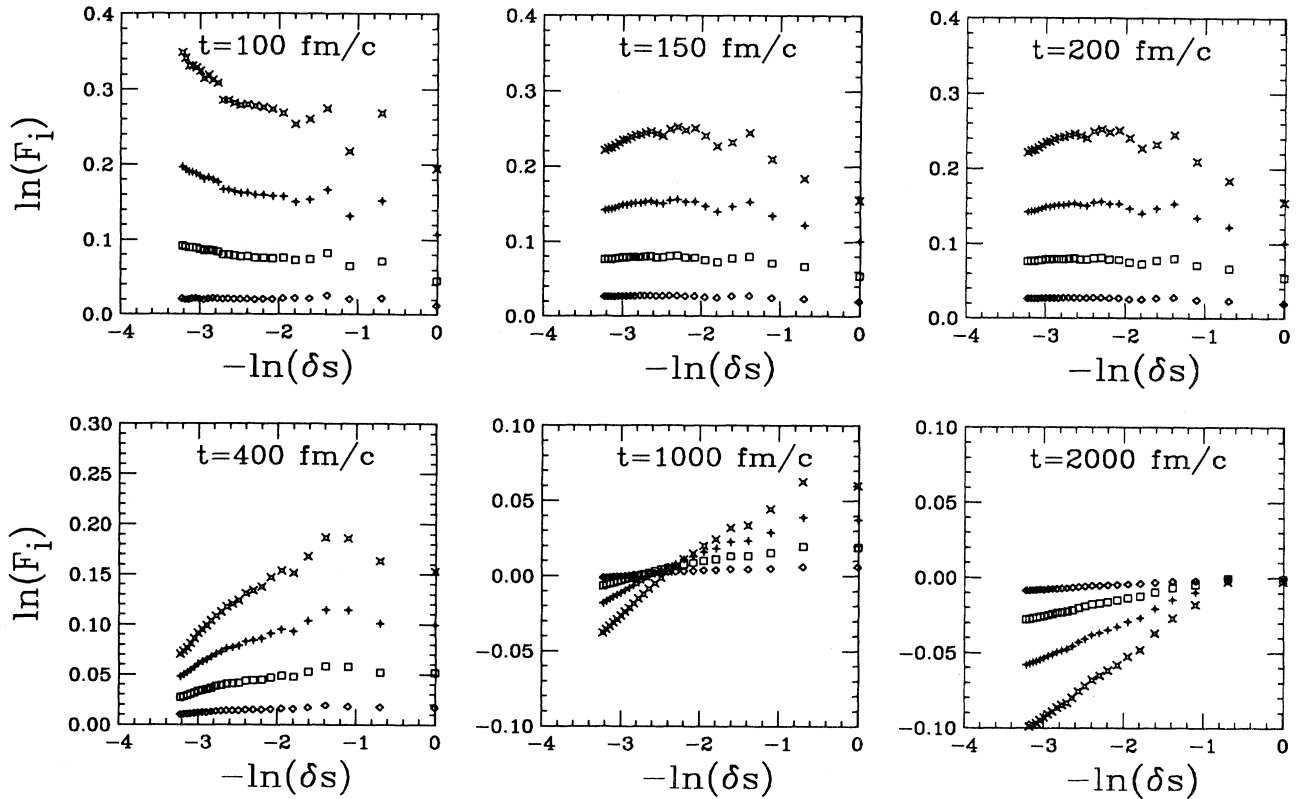 0.4
0.3
0.2
0.1
0.0
ln(Fi)
t=100 fm/c
−4 −3 −2 −1 0
−ln(δs)
0.4
0.3
0.2
0.1
0.0
t=150 fm/c
−4 −3 −2 −1 0
−ln(δs)
0.4
0.3
0.2
0.1
0.0
t=200 fm/c
−4 −3 −2 −1 0
−ln(δs)
0.30
0.25
0.20
0.15
0.10
0.05
0.00
ln(Fi)
t=400 fm/c
−4 −3 −2 −1 0
−ln(δs)
0.10
0.05
0.00
−0.05
−0.10
t=1000 fm/c
−4 −3 −2 −1 0
−ln(δs)
0.10
0.05
0.00
−0.05
−0.10
t=2000 fm/c
−4 −3 −2 −1 0
−ln(δs)